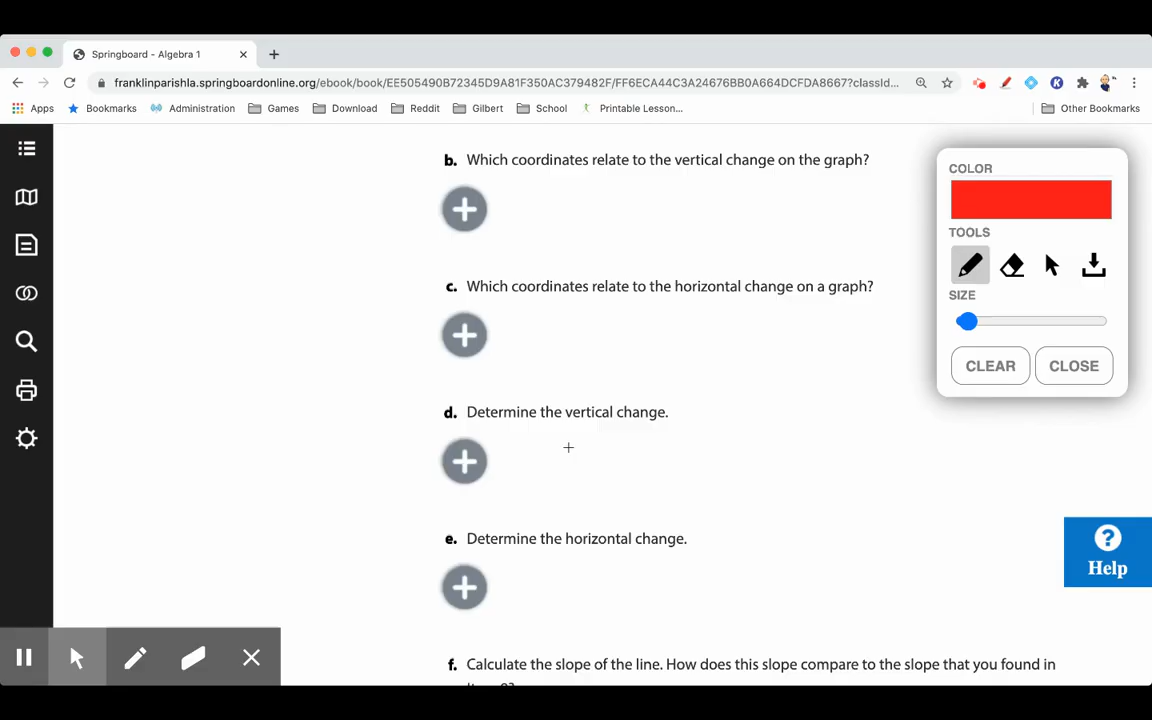 Springboard - Algebra 1
franklinparishla.springboardonline.org/ebook/book/EE505490B72345D9A81F350AC379482F/FF6ECA44C3A24676BB0A664DCFDA8667?classId...
Apps Bookmarks Administration Games Download Reddit Gilbert School Printable Lesson... Other Bookmarks
b. Which coordinates relate to the vertical change on the graph?
c. Which coordinates relate to the horizontal change on a graph?
d. Determine the vertical change.
e. Determine the horizontal change.
f. Calculate the slope of the line. How does this slope compare to the slope that you found in
COLOR
TOOLS
SIZE
CLEAR CLOSE
?
Help